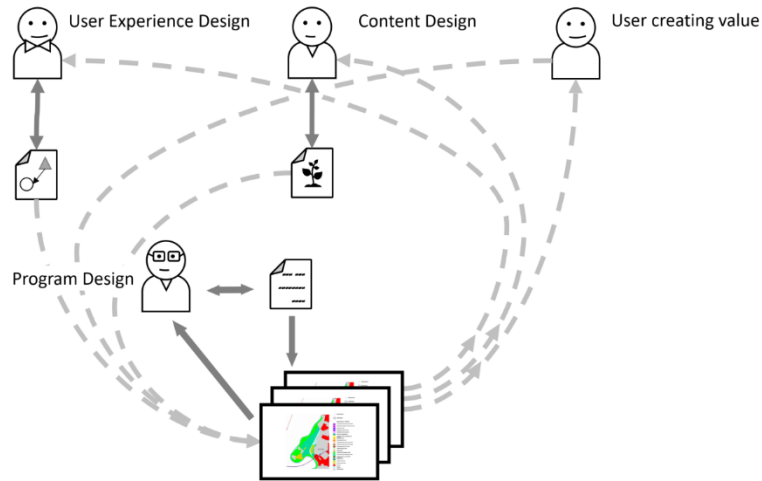 User Experience Design
Content Design
User creating value
Program Design